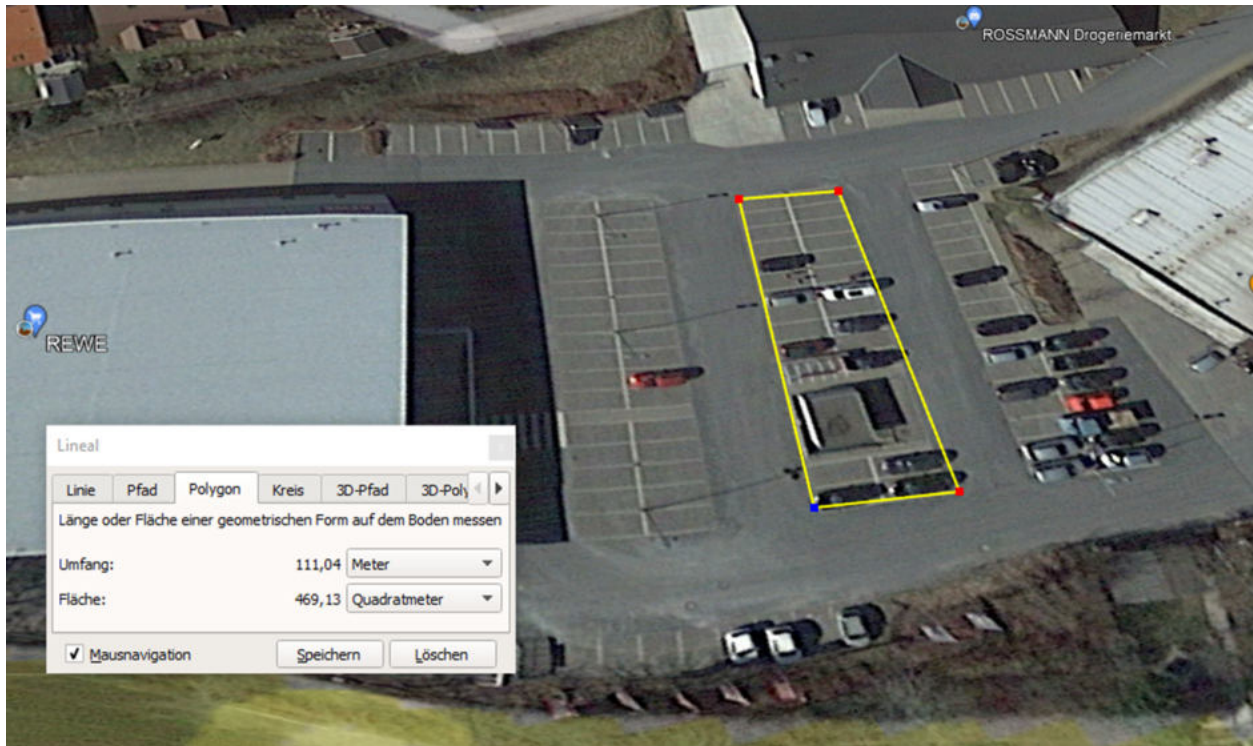 ROSSMANN Drogeriemarkt
REWE
Lineal
Linie Pfad Polygon Kreis 3D-Pfad 3D-Poly
Länge oder Fläche einer geometrischen Form auf dem Boden messen
Umfang: 111,04 Meter
Fläche: 469,13 Quadratmeter
Mausnavigation Speichern Löschen